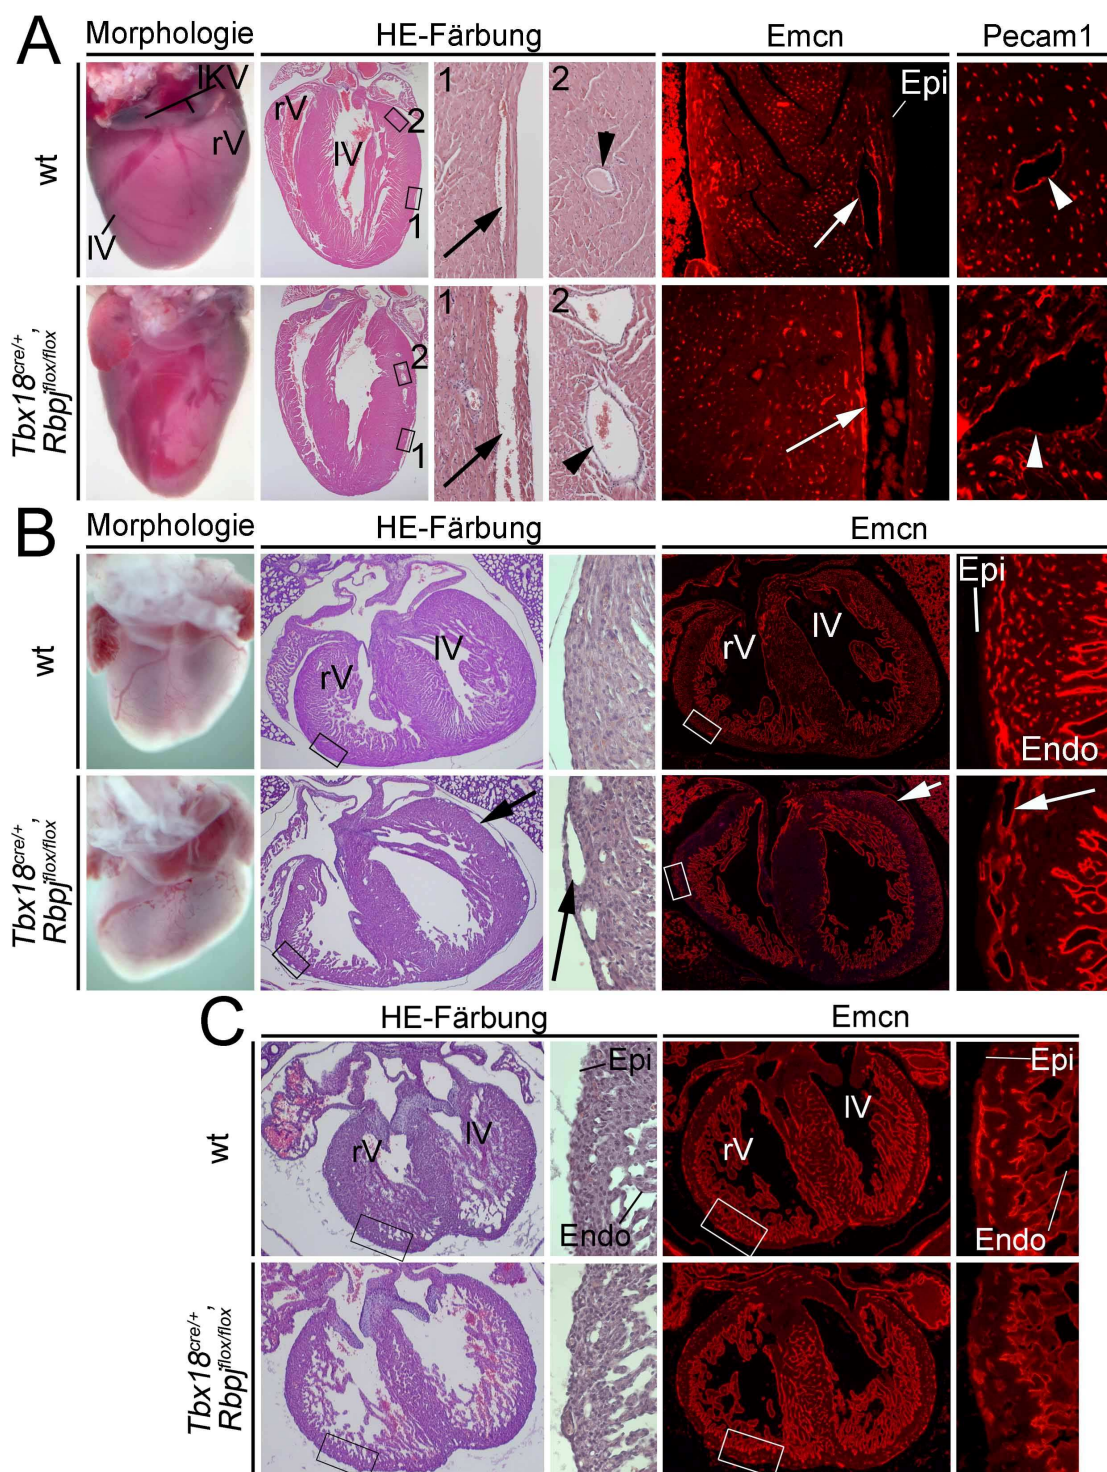 A
Morphologie
HE-Färbung
Emcn
Pecam1
wt
lKV
rV
lV
rV
lV
2
1
1
2
Epi
Tbx18cre/+,
Rbpjflox/flox
2
1
1
2
B
Morphologie
HE-Färbung
Emcn
wt
rV
lV
rV
lV
Epi
Endo
Tbx18cre/+,
Rbpjflox/flox
C
HE-Färbung
Emcn
wt
rV
lV
Epi
Endo
rV
lV
Epi
Endo
Tbx18cre/+,
Rbpjflox/flox